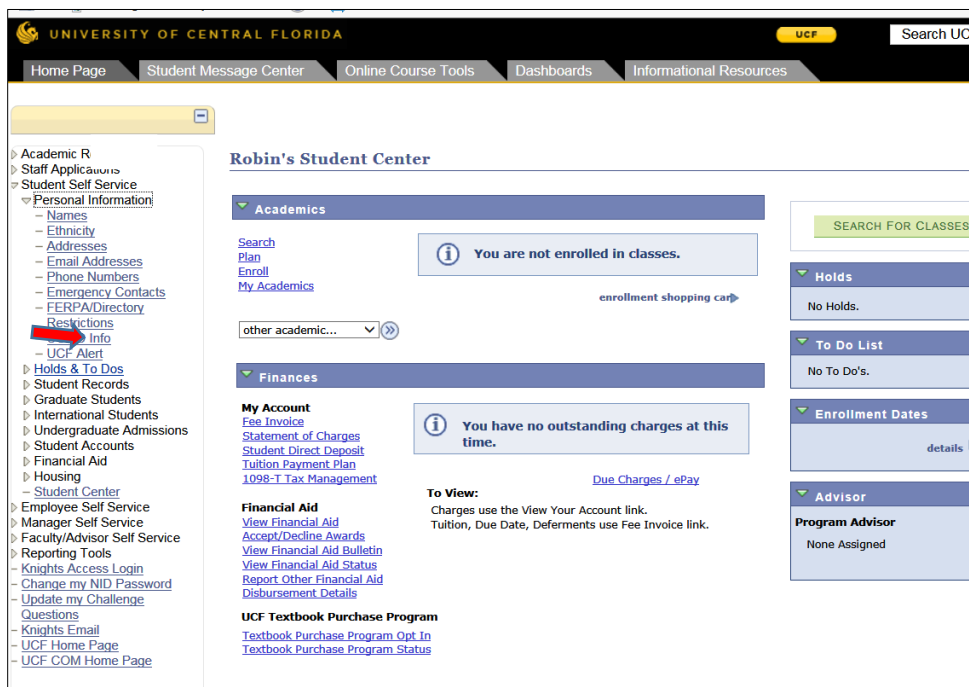 UNIVERSITY OF CENTRAL FLORIDA
UCF
Search UC
Home Page
Student Message Center
Online Course Tools
Dashboards
Informational Resources
Academic R
Staff Applications
Student Self Service
Personal Information
Names
Ethnicity
Addresses
Email Addresses
Phone Numbers
Emergency Contacts
FERPA/Directory
Restrictions
Info
UCF Alert
Holds & To Dos
Student Records
Graduate Students
International Students
Undergraduate Admissions
Student Accounts
Financial Aid
Housing
Student Center
Employee Self Service
Manager Self Service
Faculty/Advisor Self Service
Reporting Tools
Knights Access Login
Change my NID Password
Update my Challenge
Questions
Knights Email
UCF Home Page
UCF COM Home Page
Robin's Student Center
Academics
Search
Plan
Enroll
My Academics
You are not enrolled in classes.
enrollment shopping car
other academic...
Finances
My Account
Fee Invoice
Statement of Charges
Student Direct Deposit
Tuition Payment Plan
1098-T Tax Management
You have no outstanding charges at this
time.
Due Charges / ePay
To View:
Charges use the View Your Account link.
Tuition, Due Date, Deferments use Fee Invoice link.
Financial Aid
View Financial Aid
Accept/Decline Awards
View Financial Aid Bulletin
View Financial Aid Status
Report Other Financial Aid
Disbursement Details
UCF Textbook Purchase Program
Textbook Purchase Program Opt In
Textbook Purchase Program Status
SEARCH FOR CLASSES
Holds
No Holds.
To Do List
No To Do's.
Enrollment Dates
details
Advisor
Program Advisor
None Assigned